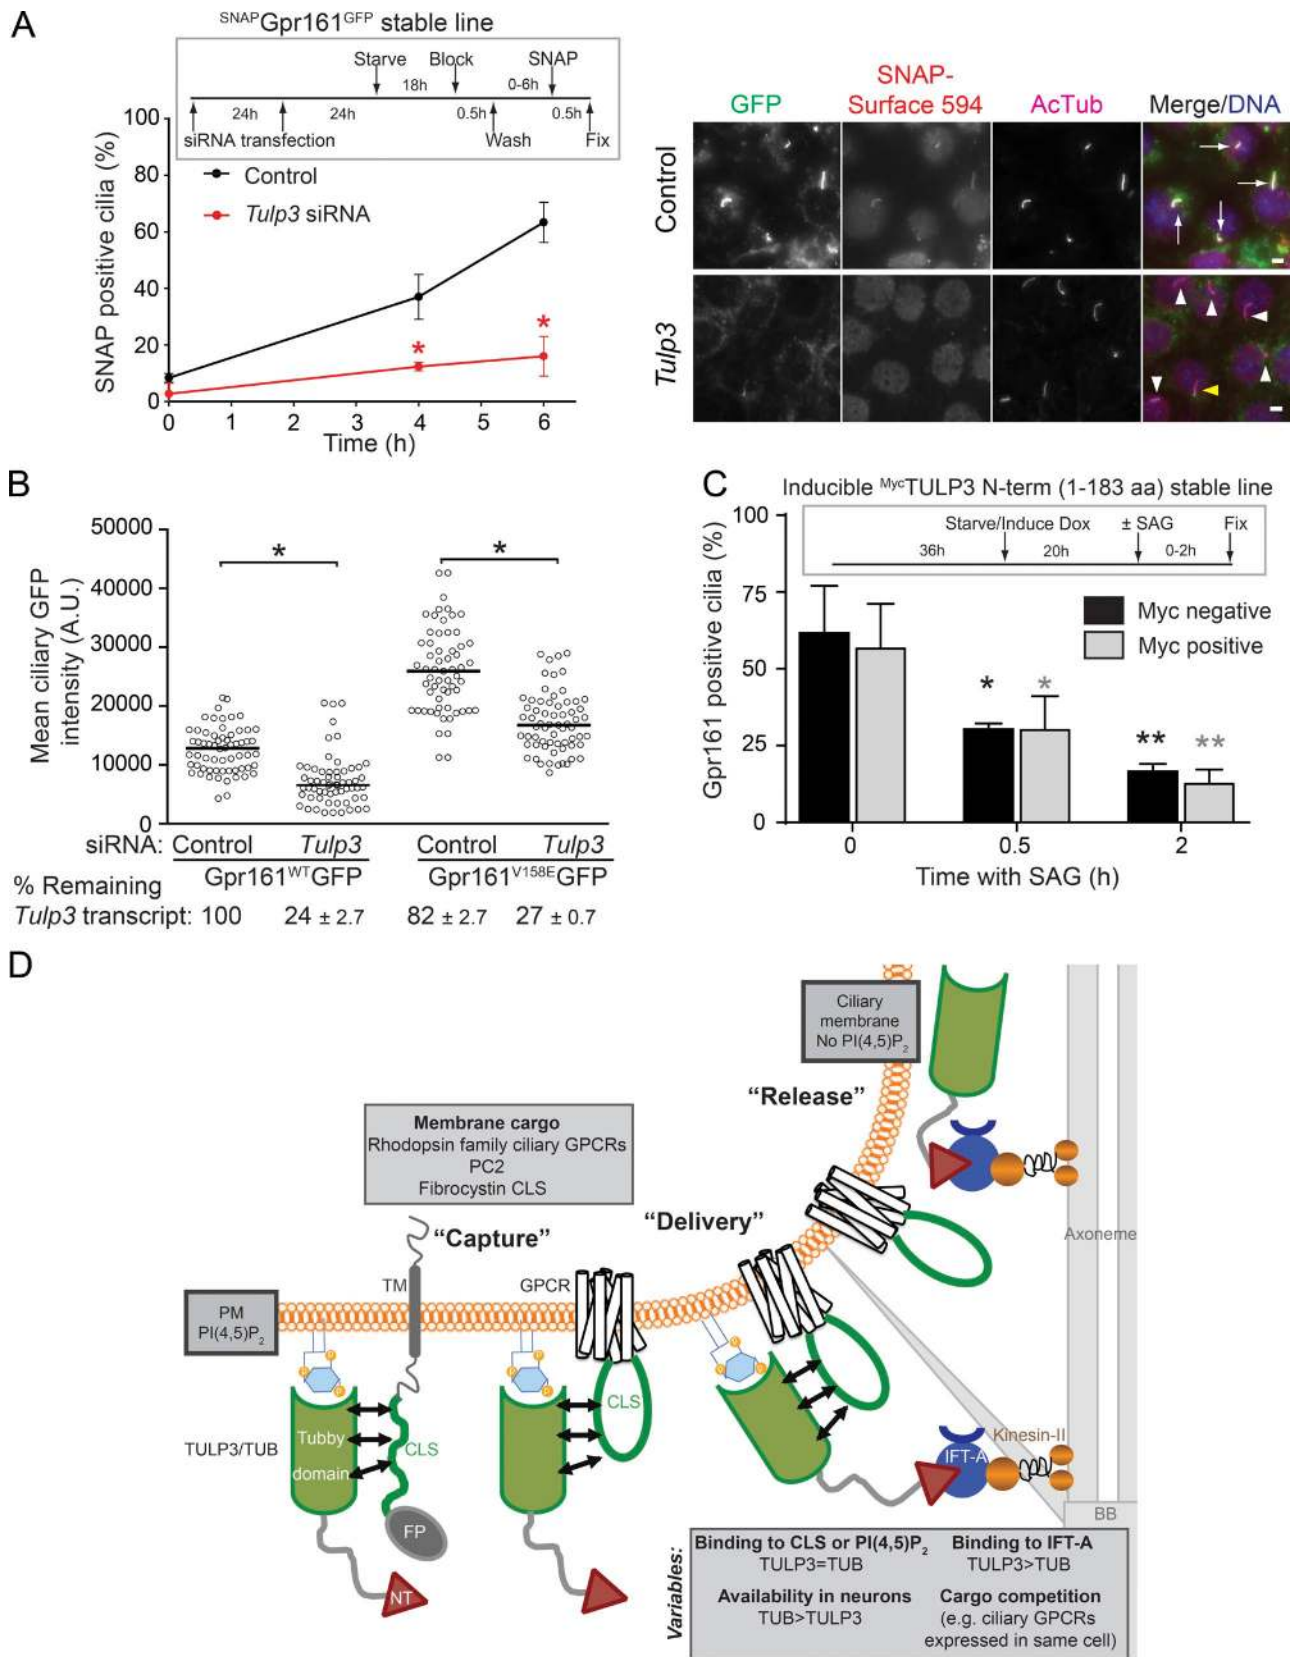 A
SNAPGpr161GFP stable line
Starve Block SNAP
18h 0-6h
24h 24h 0.5h 0.5h
siRNA transfection Wash Fix
SNAP positive cilia (%)
100
80
60
40
20
0
Control
Tulp3 siRNA
*
*
0 1 2 3 4 5 6
Time (h)
GFP
SNAP-
Surface 594
AcTub
Merge/DNA
Control
Tulp3
B
Mean ciliary GFP
intensity (A.U.)
50000
40000
30000
20000
10000
0
*
*
siRNA: Control Tulp3 Control Tulp3
Gpr161WTGFP Gpr161V158EGFP
% Remaining
Tulp3 transcript: 100 24 ± 2.7 82 ± 2.7 27 ± 0.7
C
Inducible MycTULP3 N-term (1-183 aa) stable line
Starve/Induce Dox ± SAG Fix
36h 20h 0-2h
Gpr161 positive cilia (%)
100
75
50
25
0
Myc negative
Myc positive
* *
** **
0 0.5 2
Time with SAG (h)
D
Ciliary
membrane
No PI(4,5)P2
"Release"
Membrane cargo
Rhodopsin family ciliary GPCRs
PC2
Fibrocystin CLS
"Delivery"
"Capture"
Axoneme
TM
GPCR
PM
PI(4,5)P2
P P P
P P P
P P
CLS
TULP3/TUB
Tubby
domain
CLS
Kinesin-II
IFT-A
FP
NT
BB
Variables:
Binding to CLS or PI(4,5)P2
TULP3=TUB
Binding to IFT-A
TULP3>TUB
Availability in neurons
TUB>TULP3
Cargo competition
(e.g. ciliary GPCRs
expressed in same cell)